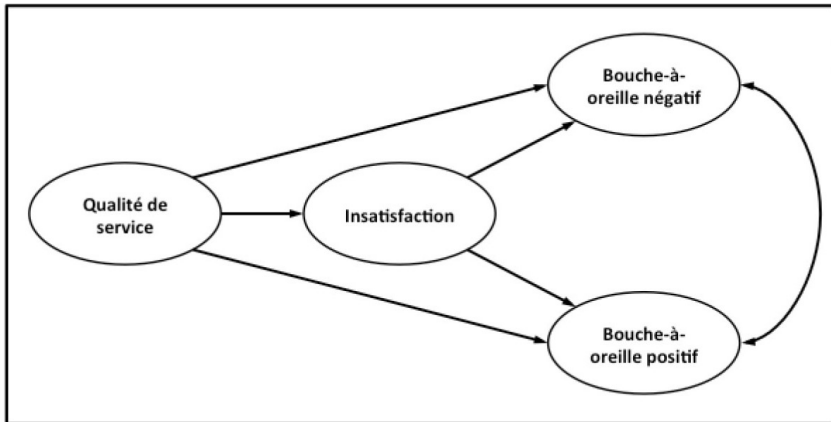 Bouche-à-
oreille négatif
Qualité de
service
Insatisfaction
Bouche-à-
oreille positif